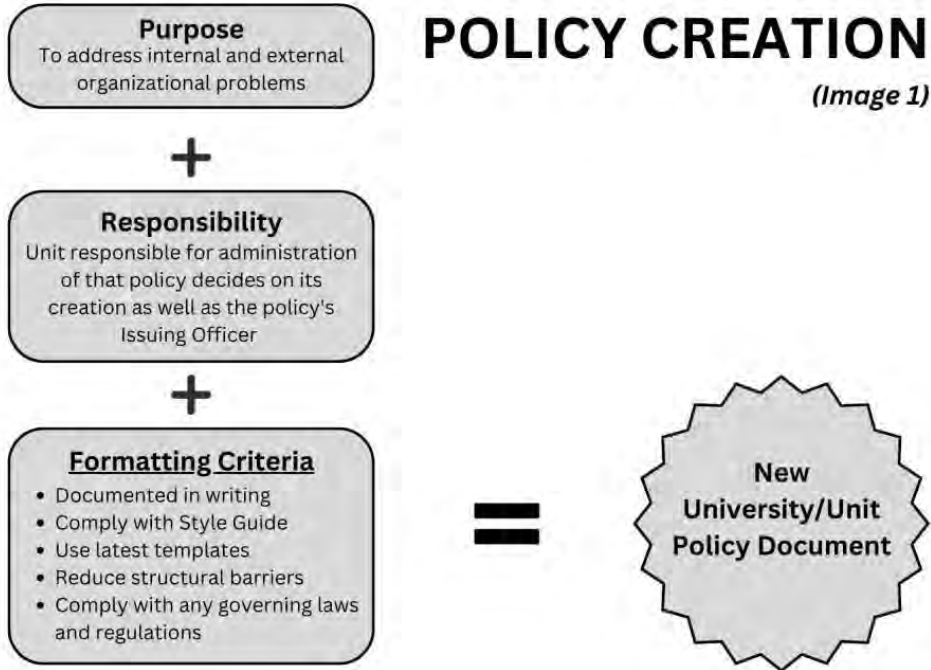 POLICY CREATION
(Image 1)
Purpose
To address internal and external
organizational problems
+
Responsibility
Unit responsible for administration
of that policy decides on its
creation as well as the policy's
Issuing Officer
+
Formatting Criteria
• Documented in writing
• Comply with Style Guide
• Use latest templates
• Reduce structural barriers
• Comply with any governing laws
and regulations
=
New
University/Unit
Policy Document